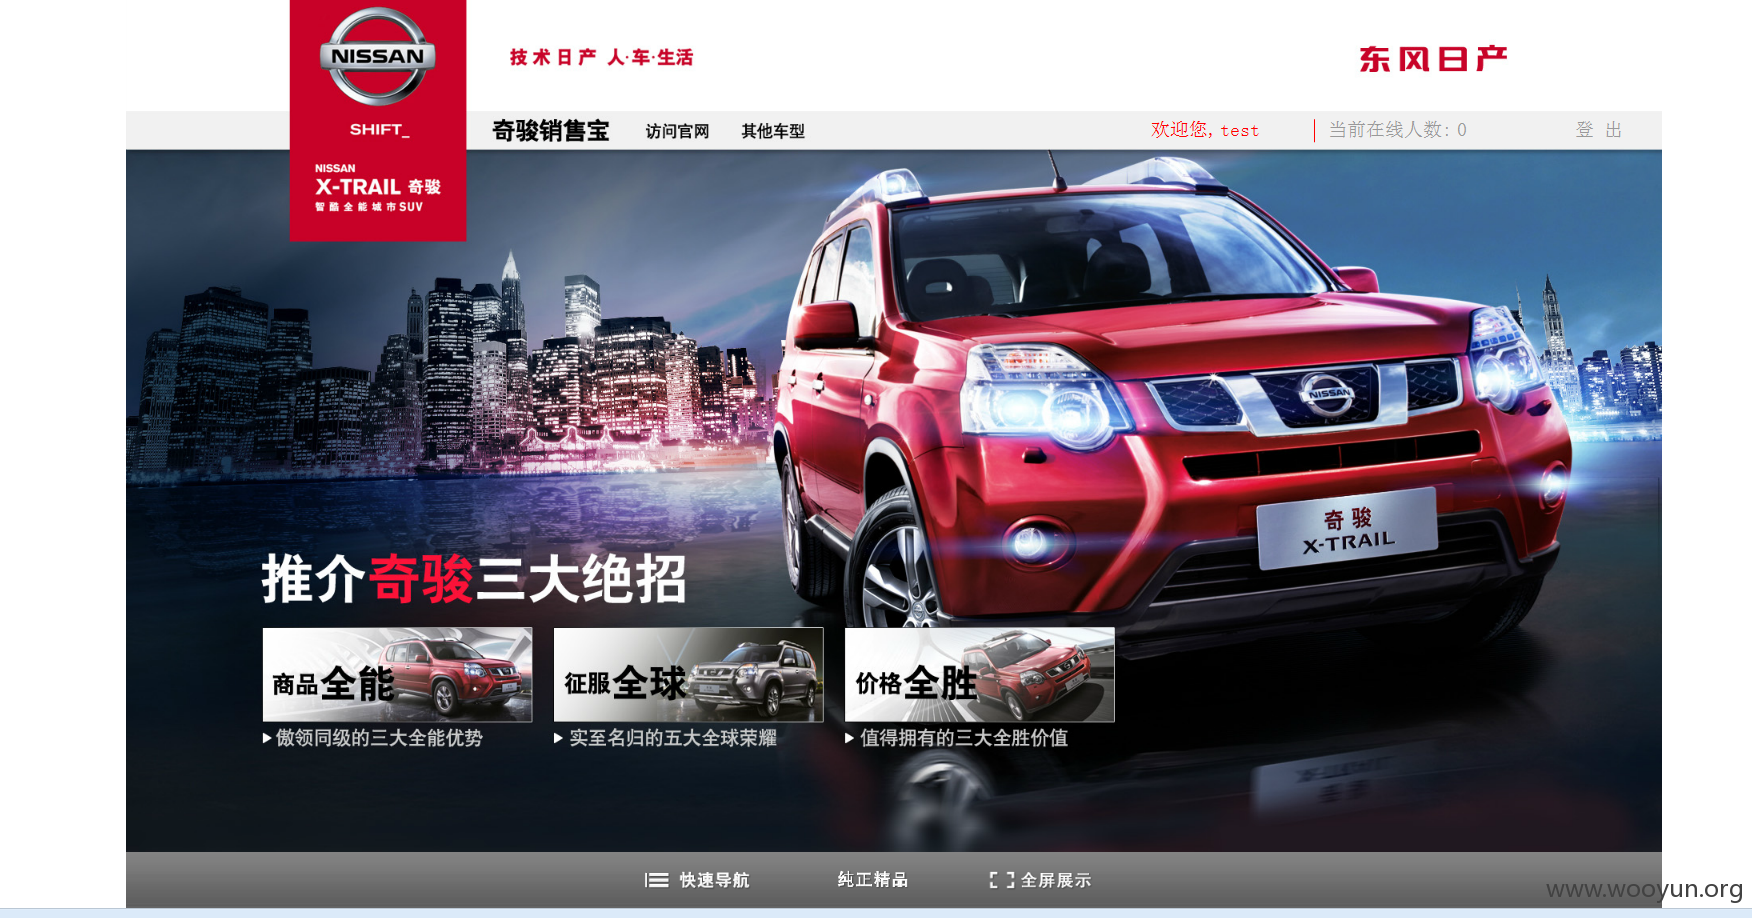 NISSAN
技术日产 人·车·生活
东风日产
SHIFT_
奇骏销售宝 访问官网 其他车型 欢迎您,test 当前在线人数:0 登 出
NISSAN
X-TRAIL 奇骏
智酷全能城市SUV
NISSAN
奇骏
X-TRAIL
推介奇骏三大绝招
商品全能 征服全球 价格全胜
傲领同级的三大全能优势 实至名归的五大全球荣耀 值得拥有的三大全胜价值
快速导航 纯正精品 全屏展示
www.wooyun.org